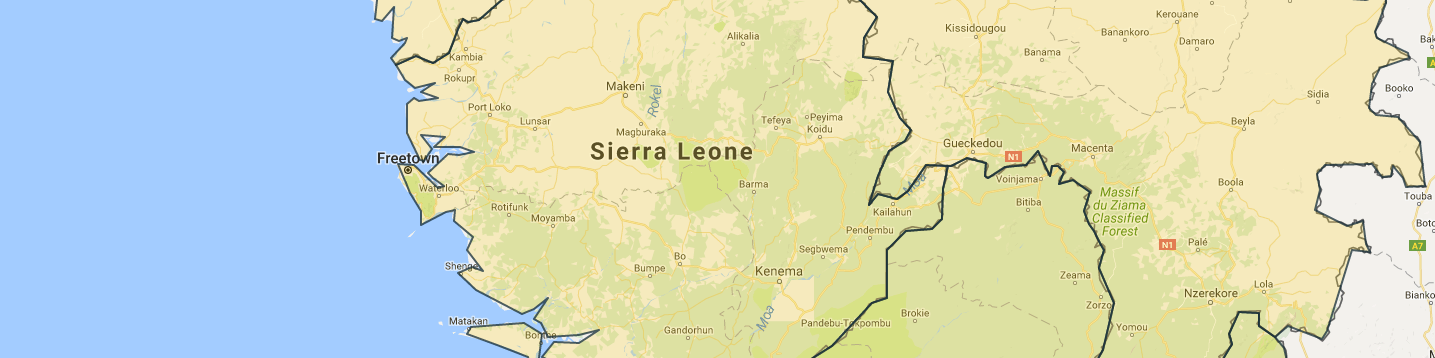 Kerouane
Kissidougou
Alikalia
Banankoro
Damaro
Kambia
Banama
Rokupr
Makeni
Rokel
Booko
Sidia
Port Loko
Lunsar
Tefeya
Peyima
Koidu
Beyla
Magburaka
Sierra Leone
Gueckedou
N1
Macenta
Freetown
Moa
Voinjama
Barma
Waterloo
Boola
Massif
du Ziama
Classified
Forest
Touba
Bitiba
Rotifunk
Moyamba
Kailahun
Pendembu
N1
Palé
A7
Segbwema
Bo
Shenge
Bumpe
Kenema
Zeama
Lola
Nzerekore
Zorzo
Moa
Brokie
Matakan
Pandebu-Tokpombu
Yomou
Gandorhun